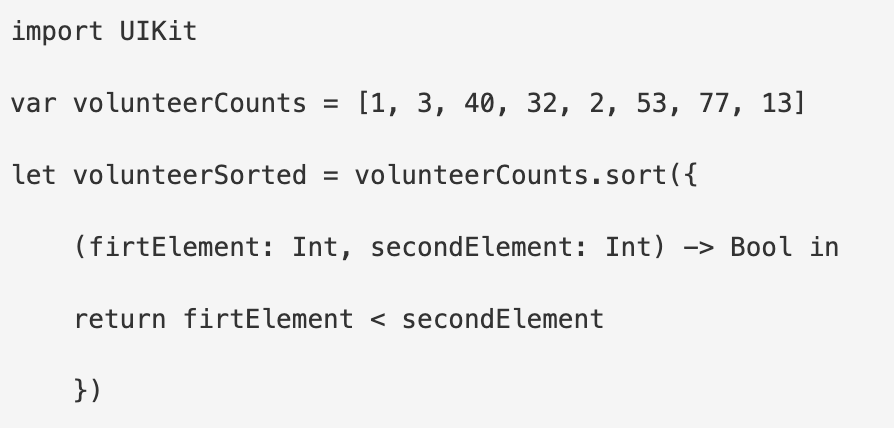 import UIKit
var volunteerCounts = [1, 3, 40, 32, 2, 53, 77, 13]
let volunteerSorted = volunteerCounts.sort({
(firtElement: Int, secondElement: Int) -> Bool in
return firtElement < secondElement
})